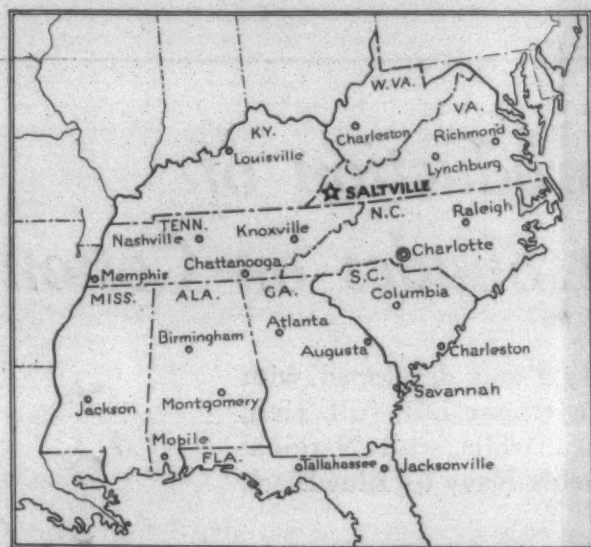 W.VA.
VA.
KY.
Charleston
Richmond
Louisville
Lynchburg
SALTVILLE
TENN.
N.C.
Raleigh
Nashville
Knoxville
Charlotte
Chattanooga
Memphis
S.C.
MISS.
ALA.
GA.
Columbia
Atlanta
Birmingham
Augusta
Charleston
Savannah
Jackson
Montgomery
Mobile
FLA.
Tallahassee
Jacksonville